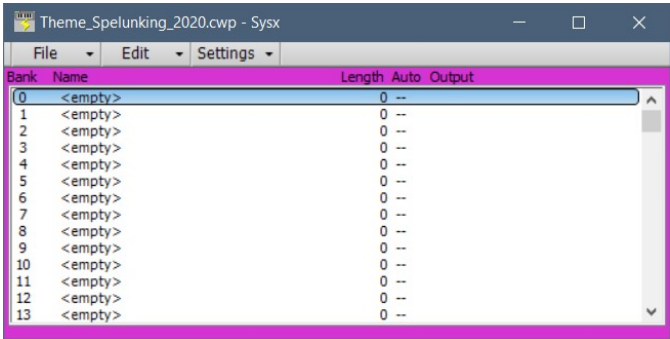 Theme_Spelunking_2020.cwp - Sysx
File Edit Settings
Bank Name Length Auto Output
0 <empty> 0 --
1 <empty> 0 --
2 <empty> 0 --
3 <empty> 0 --
4 <empty> 0 --
5 <empty> 0 --
6 <empty> 0 --
7 <empty> 0 --
8 <empty> 0 --
9 <empty> 0 --
10 <empty> 0 --
11 <empty> 0 --
12 <empty> 0 --
13 <empty> 0 --